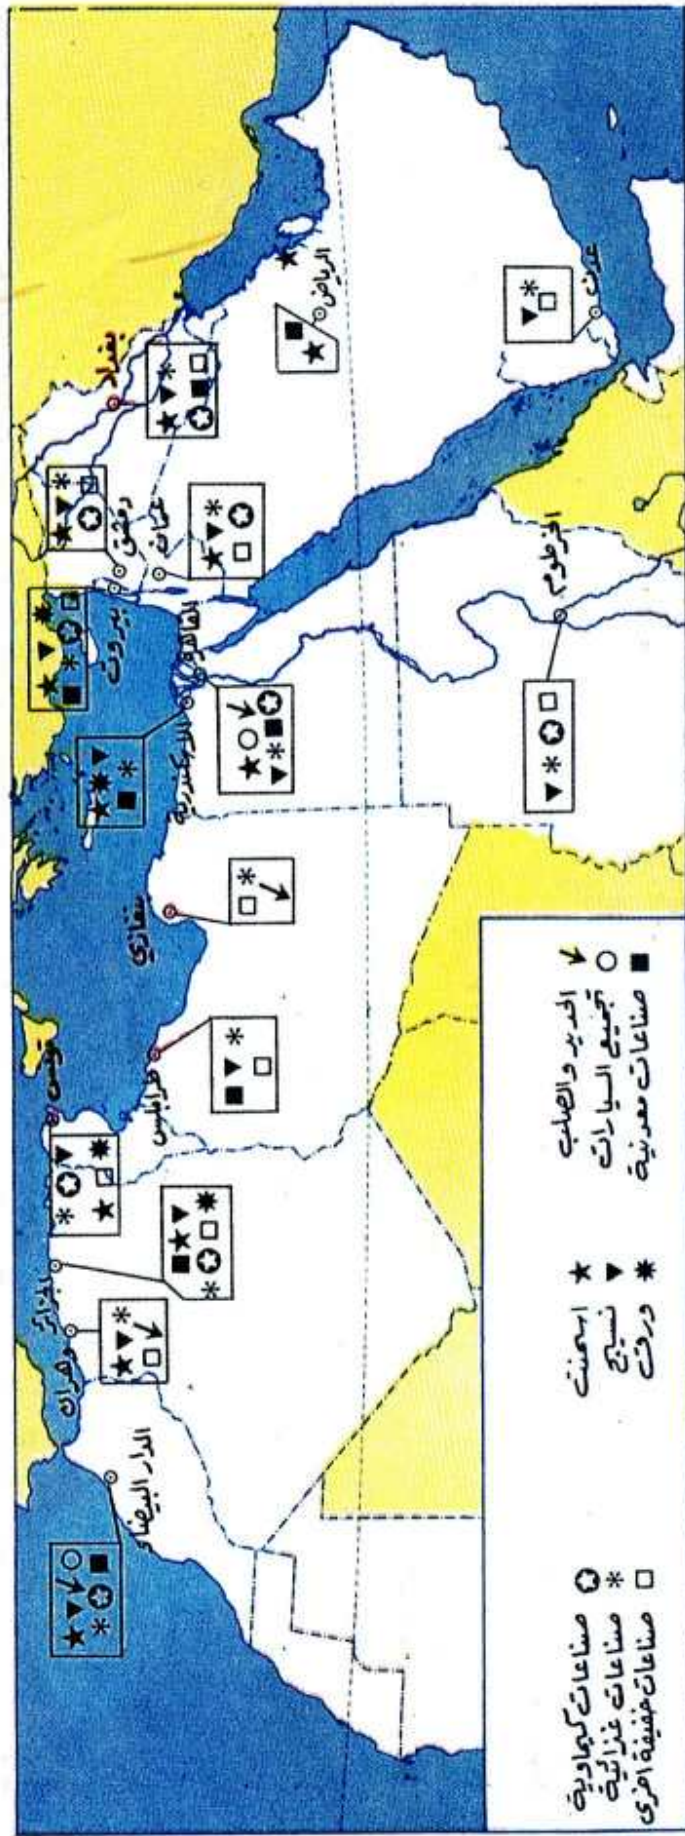 الدار البيضاء
وهران
الجزائر
تونس
طرابلس
بنغازي
الاسكندرية
القاهرة
بيروت
دمشق
عمان
بغداد
الرياض
عدن
الخرطوم
الحديد والصلب
تجميع السيارات
صناعات معدنية
اسمنت
نسيج
ورق
صناعات كيماوية
صناعات غذائية
صناعات خفيفة اخرى